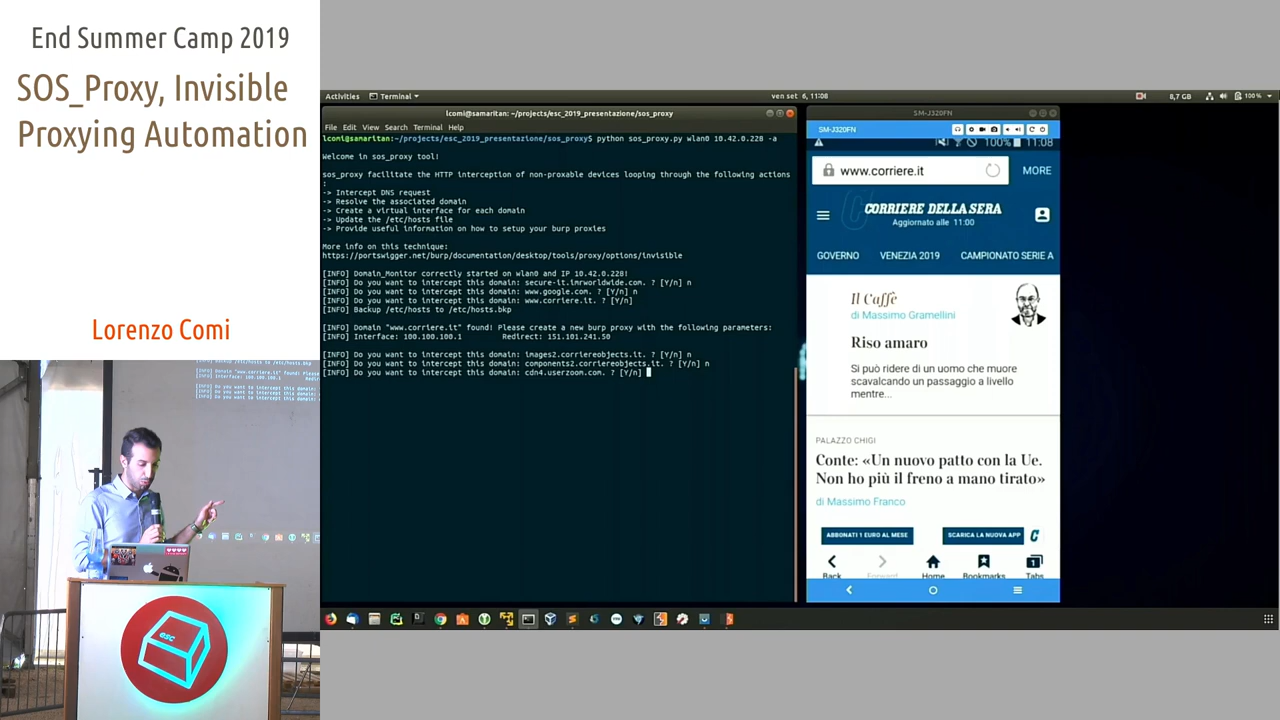 End Summer Camp 2019
SOS_Proxy, Invisible
Proxying Automation
Lorenzo Comi
esc
Activities
Terminal
ven set 6, 11:08
8,7 GB
100 %
lcomi@samaritan: ~/projects/esc_2019_presentazione/sos_proxy
File Edit View Search Terminal Help
lcomi@samaritan:~/projects/esc_2019_presentazione/sos_proxy$ python sos_proxy.py wlan0 10.42.0.228 -a
Welcome in sos_proxy tool!
sos_proxy facilitate the HTTP interception of non-proxable devices looping through the following actions
:
-> Intercept DNS request
-> Resolve the associated domain
-> Create a virtual interface for each domain
-> Update the /etc/hosts file
-> Provide useful information on how to setup your burp proxies
More info on this technique:
https://portswigger.net/burp/documentation/desktop/tools/proxy/options/invisible
[INFO] Domain_Monitor correctly started on wlan0 and IP 10.42.0.228!
[INFO] Do you want to intercept this domain: secure-it.imrworldwide.com. ? [Y/n] n
[INFO] Do you want to intercept this domain: www.google.com. ? [Y/n] n
[INFO] Do you want to intercept this domain: www.corriere.it. ? [Y/n]
[INFO] Backup /etc/hosts to /etc/hosts.bkp
[INFO] Domain "www.corriere.it" found! Please create a new burp proxy with the following parameters:
[INFO] Interface: 100.100.100.1 Redirect: 151.101.241.50
[INFO] Do you want to intercept this domain: images2.corriereobjects.it. ? [Y/n] n
[INFO] Do you want to intercept this domain: components2.corriereobjects.it. ? [Y/n] n
[INFO] Do you want to intercept this domain: cdn4.userzoom.com. ? [Y/n]
SM-J320FN
SM-J320FN
100% 11:08
www.corriere.it
MORE
CORRIERE DELLA SERA
Aggiornato alle 11:00
GOVERNO VENEZIA 2019 CAMPIONATO SERIE A
Il Caffè
di Massimo Gramellini
Riso amaro
Si può ridere di un uomo che muore
scavalcando un passaggio a livello
mentre...
PALAZZO CHIGI
Conte: «Un nuovo patto con la Ue.
Non ho più il freno a mano tirato»
di Massimo Franco
ABBONATI 1 EURO AL MESE
SCARICA LA NUOVA APP
C
Back Forward Home Bookmarks Tabs